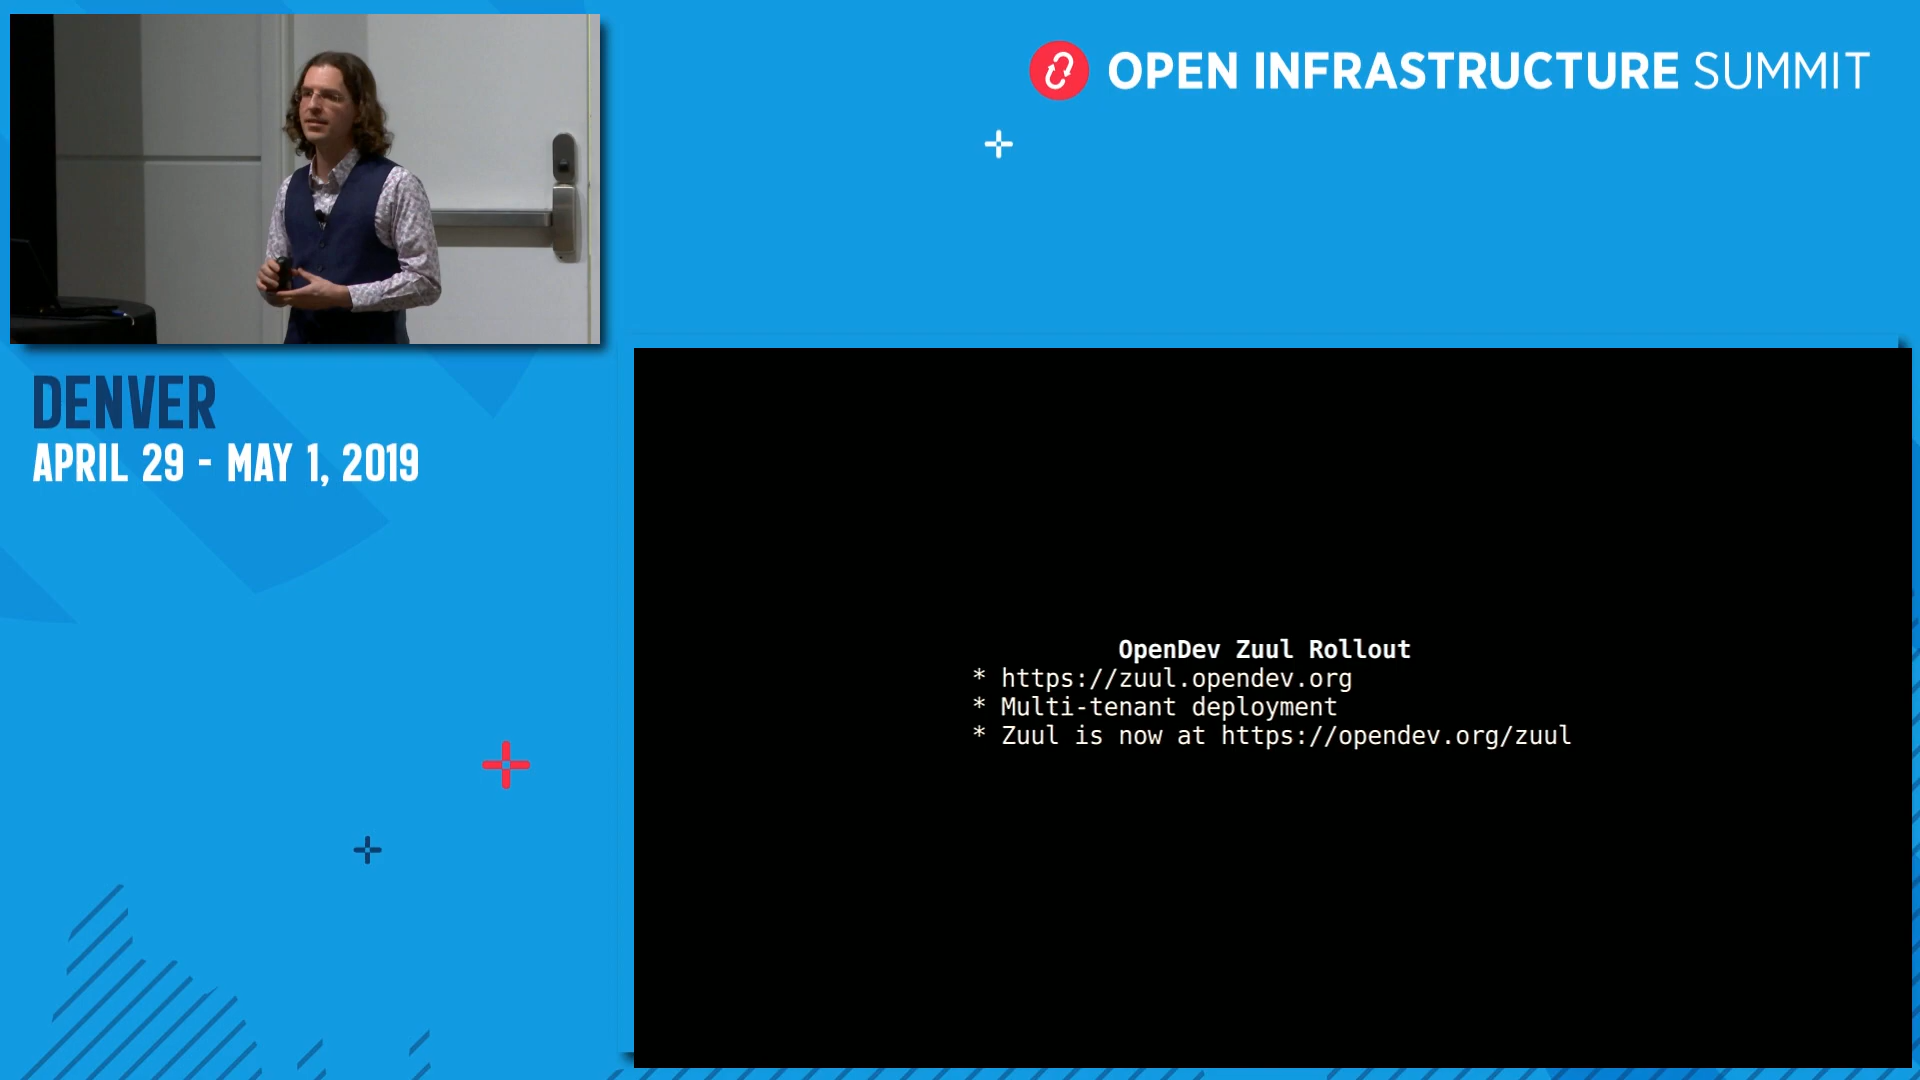 OPEN INFRASTRUCTURE SUMMIT
DENVER
APRIL 29 - MAY 1, 2019
OpenDev Zuul Rollout
* https://zuul.opendev.org
* Multi-tenant deployment
* Zuul is now at https://opendev.org/zuul